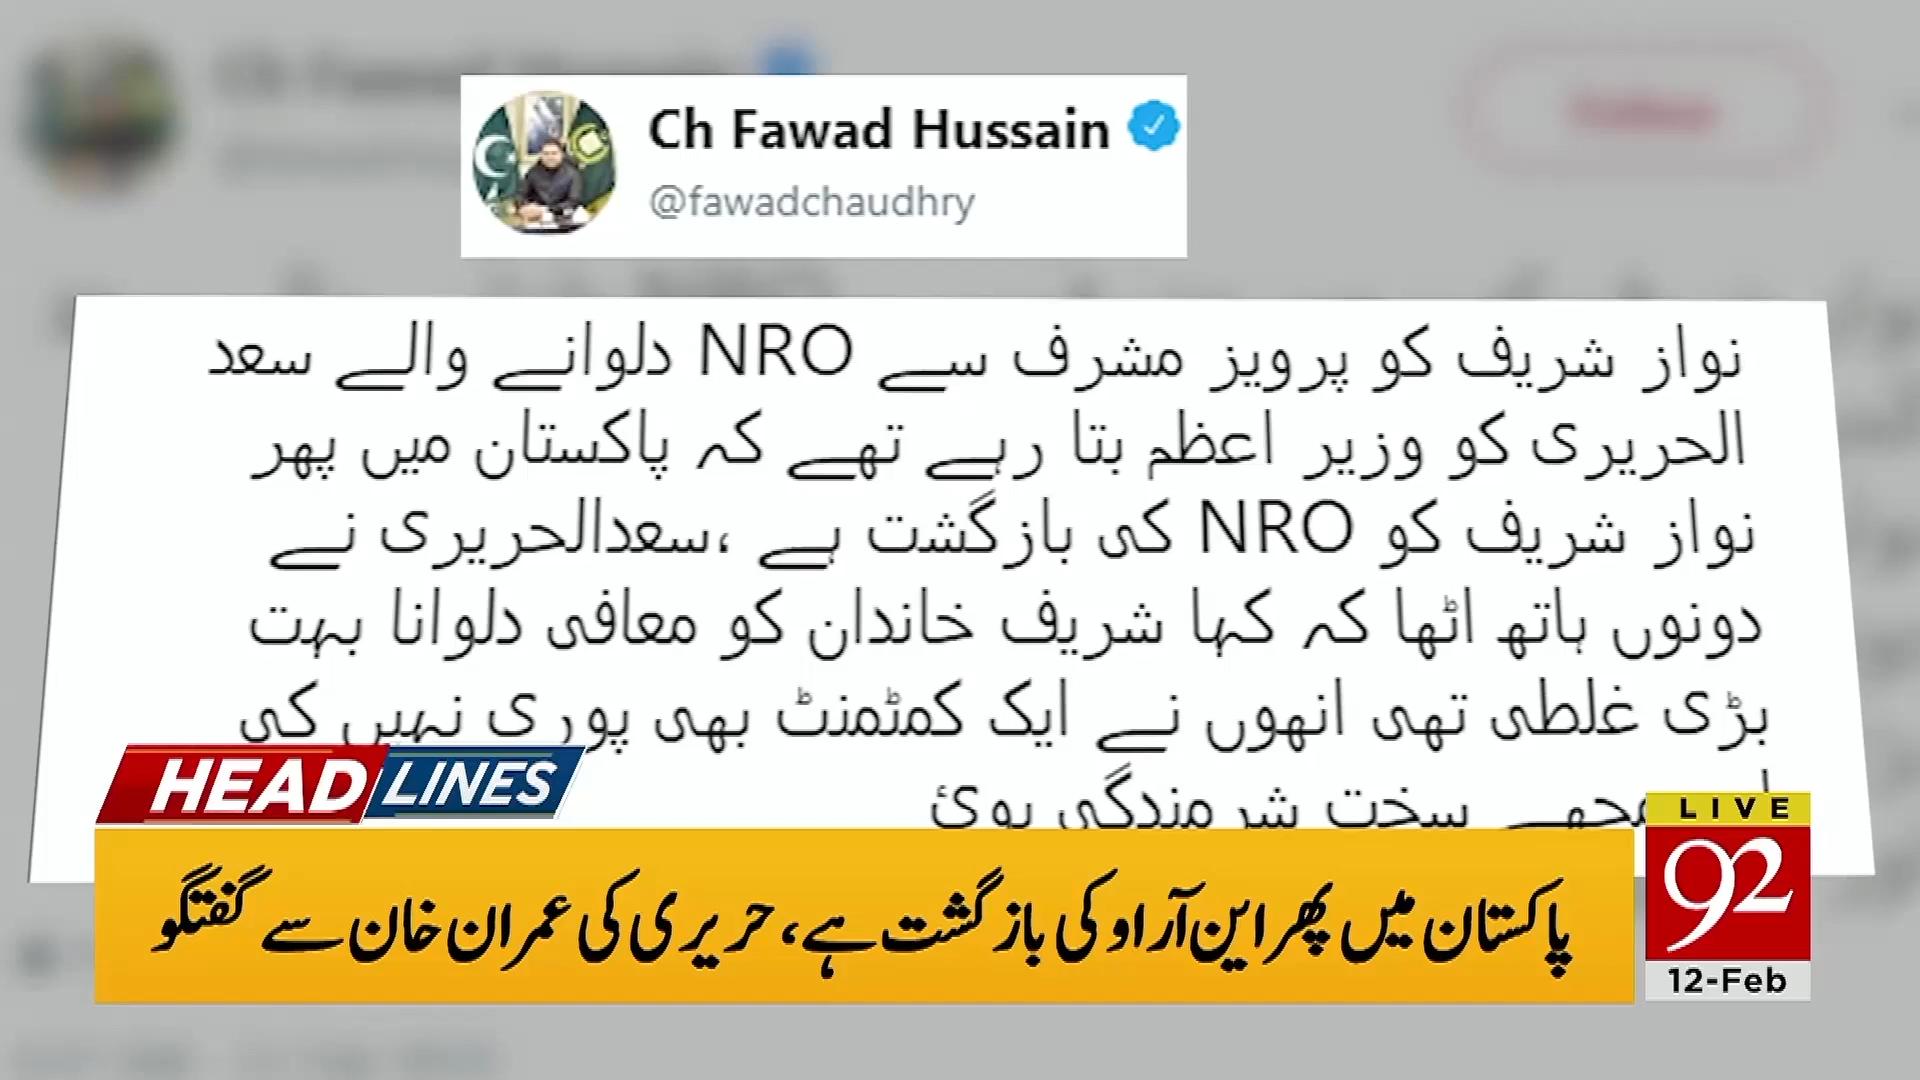 Ch Fawad Hussain
@fawadchaudhry
نواز شریف کو پرویز مشرف سے NRO دلوانے والے سعد
الحریری کو وزیر اعظم بتا رہے تھے کہ پاکستان میں پھر
نواز شریف کو NRO کی بازگشت ہے ،سعدالحریری نے
دونوں ہاتھ اٹھا کہ کہا شریف خاندان کو معافی دلوانا بہت
بڑی غلطی تھی انھوں نے ایک کمٹمنٹ بھی پوری نہیں کی
مجھے سخت شرمندگی ہوئ
HEADLINES
پاکستان میں پھر این آر او کی بازگشت ہے، حریری کی عمران خان سے گفتگو
LIVE
92
12-Feb